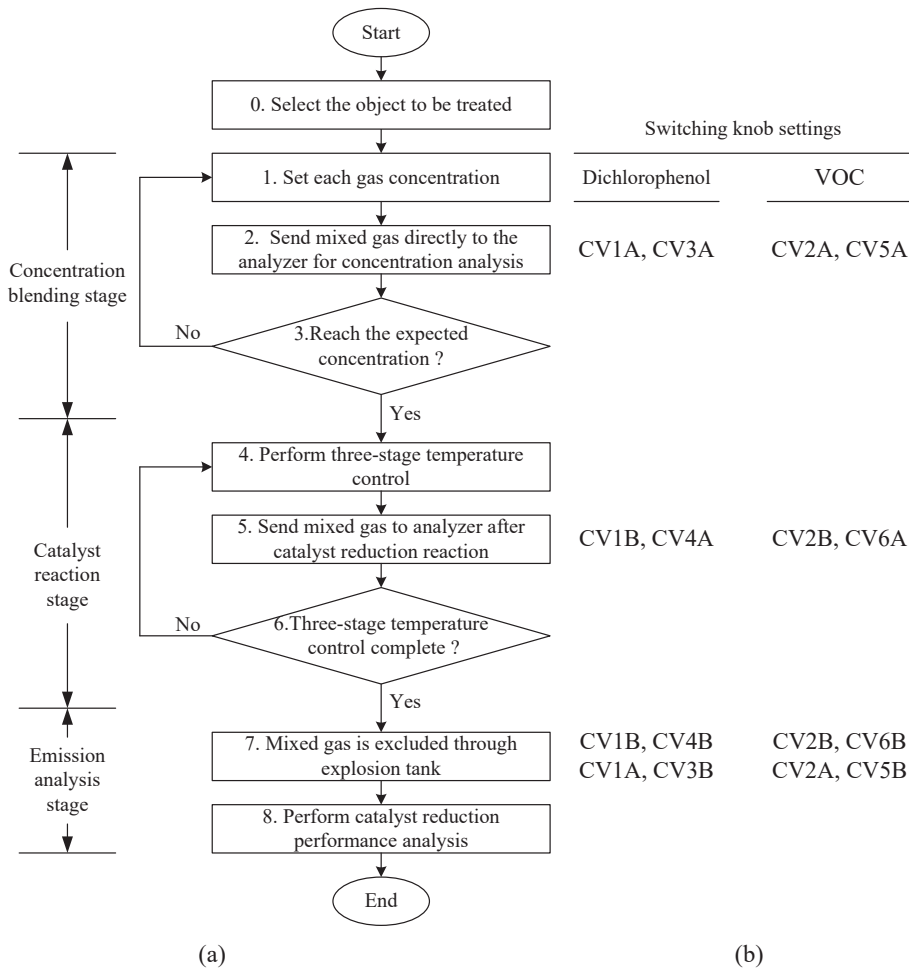 Start
0. Select the object to be treated
Switching knob settings
1. Set each gas concentration
Dichlorophenol
VOC
2. Send mixed gas directly to the
analyzer for concentration analysis
CV1A, CV3A
CV2A, CV5A
Concentration
blending stage
No
3.Reach the expected
concentration ?
Yes
4. Perform three-stage temperature
control
5. Send mixed gas to analyzer after
catalyst reduction reaction
CV1B, CV4A
CV2B, CV6A
Catalyst
reaction
stage
No
6.Three-stage temperature
control complete ?
Yes
Emission
analysis
stage
7. Mixed gas is excluded through
explosion tank
CV1B, CV4B
CV2B, CV6B
CV1A, CV3B
CV2A, CV5B
8. Perform catalyst reduction
performance analysis
End
(a)
(b)